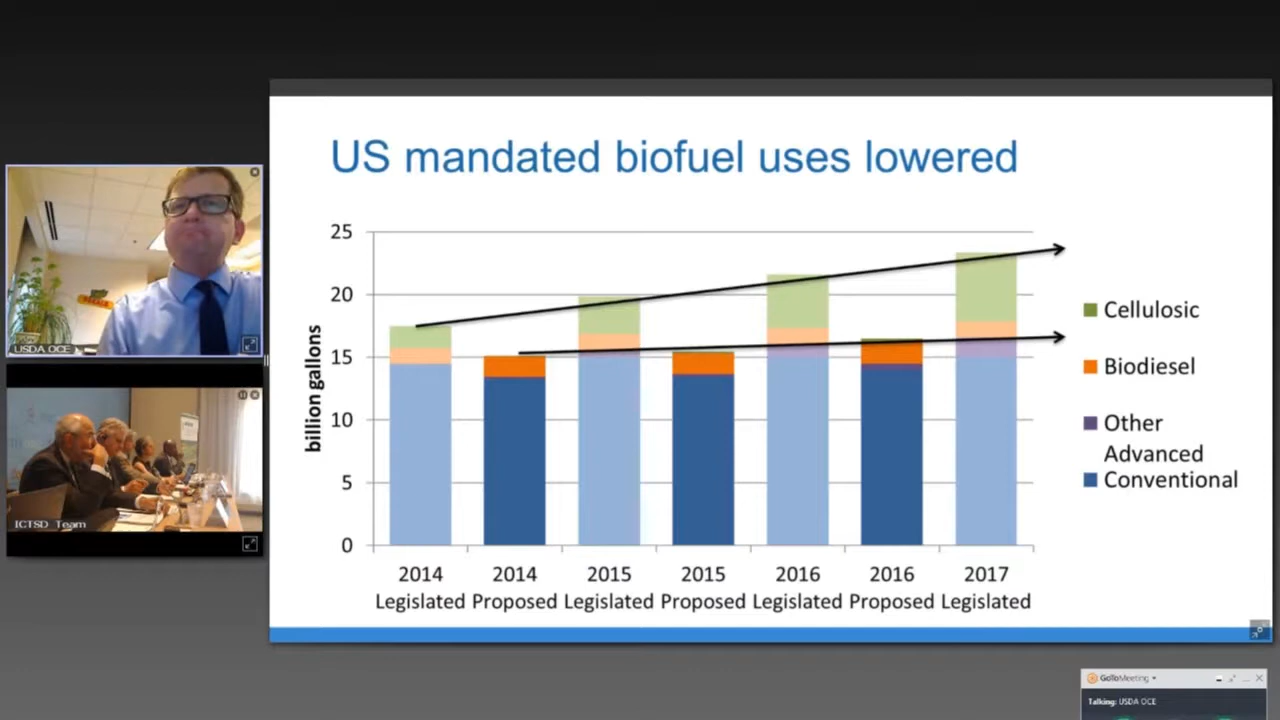 US mandated biofuel uses lowered
billion gallons
25
20
15
10
5
0
2014 Legislated
2014 Proposed
2015 Legislated
2015 Proposed
2016 Legislated
2016 Proposed
2017 Legislated
Cellulosic
Biodiesel
Other
Advanced
Conventional
USDA OCE
ICTSD Team
GoToMeeting
Talking: USDA OCE